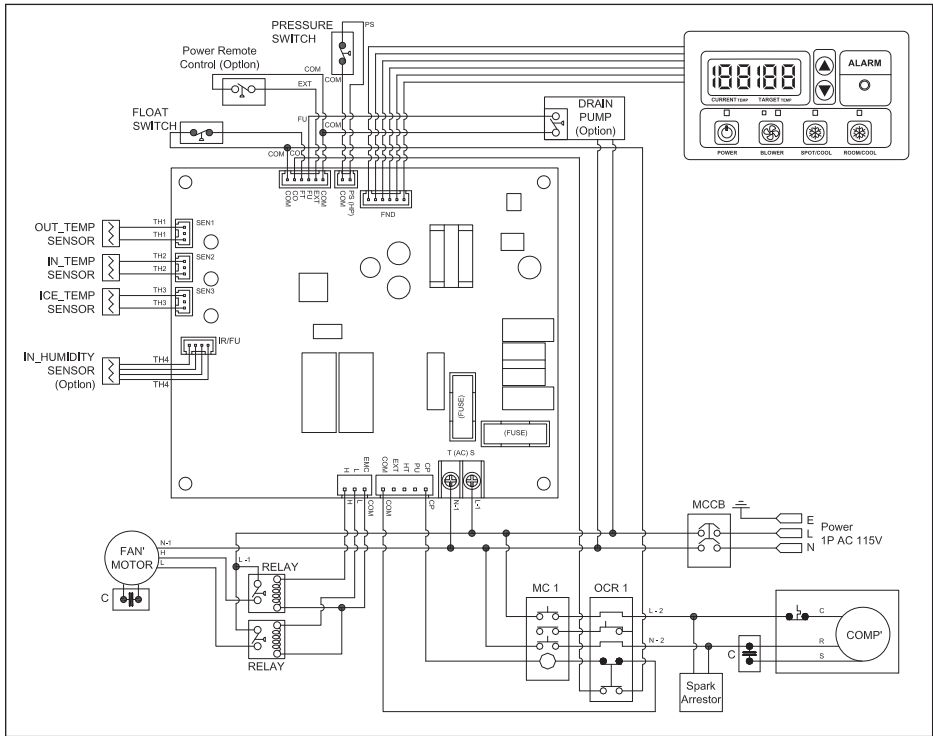 PRESSURE
SWITCH
PS
COM
Power Remote
Control (Optlon)
COM
EXT
FLOAT
SWITCH
FU
COM
COM
CO
DRAIN
PUMP
(Option)
188188
CURRENT TEMP
TARGET TEMP
ALARM
POWER
BLOWER
SPOT/COOL
ROOM/COOL
COM
CO
FT
FU
EXT
COM
COM
PS (HP)
FND
OUT_TEMP
SENSOR
TH1
TH1
SEN1
IN_TEMP
SENSOR
TH2
TH2
SEN2
ICE_TEMP
SENSOR
TH3
TH3
SEN3
IR/FU
IN_HUMIDITY
SENSOR
(Optlon)
TH4
TH4
(FUSE)
(FUSE)
H
L
EMC
COM
EXT
HT
PU
CP
T (AC) S
H
L
COM
COM
CP
N-1
L-1
MCCB
E
L
N
Power
1P AC 115V
FAN'
MOTOR
N-1
H
L
L -1
C
RELAY
RELAY
MC 1
OCR 1
L - 2
N - 2
C
Spark
Arrestor
C
R
S
COMP'